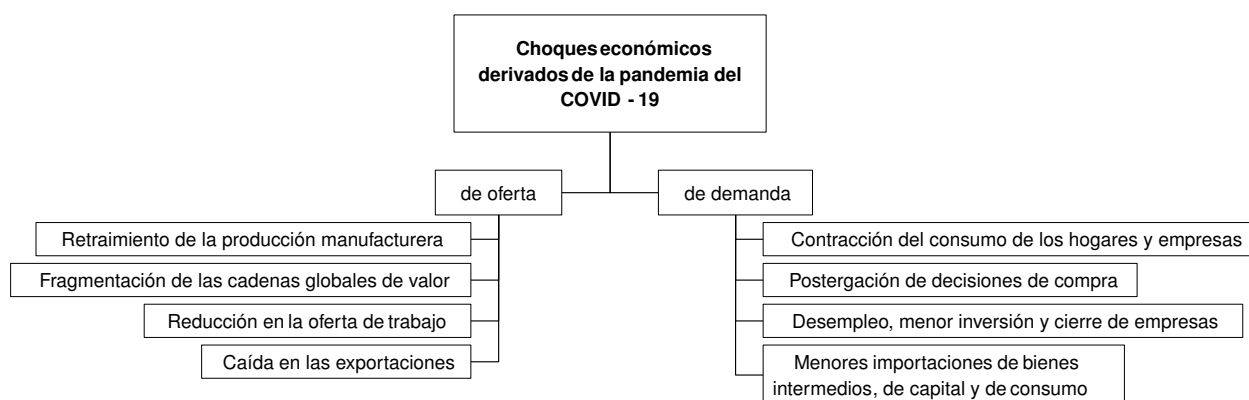 Choques económicos
derivados de la pandemia del
COVID - 19
de oferta
de demanda
Retraimiento de la producción manufacturera
Fragmentación de las cadenas globales de valor
Reducción en la oferta de trabajo
Caída en las exportaciones
Contracción del consumo de los hogares y empresas
Postergación de decisiones de compra
Desempleo, menor inversión y cierre de empresas
Menores importaciones de bienes
intermedios, de capital y de consumo